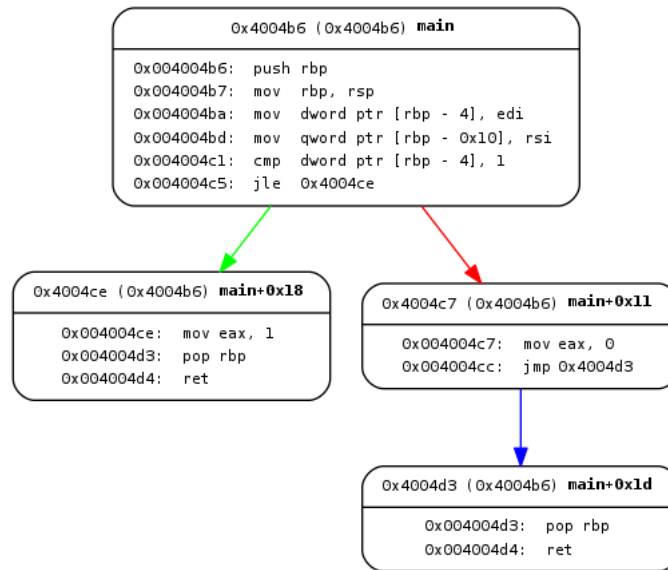 0x4004b6 (0x4004b6) main
0x004004b6: push rbp
0x004004b7: mov rbp, rsp
0x004004ba: mov dword ptr [rbp - 4], edi
0x004004bd: mov qword ptr [rbp - 0x10], rsi
0x004004c1: cmp dword ptr [rbp - 4], 1
0x004004c5: jle 0x4004ce
0x4004ce (0x4004b6) main+0x18
0x004004ce: mov eax, 1
0x004004d3: pop rbp
0x004004d4: ret
0x4004c7 (0x4004b6) main+0x11
0x004004c7: mov eax, 0
0x004004cc: jmp 0x4004d3
0x4004d3 (0x4004b6) main+0x1d
0x004004d3: pop rbp
0x004004d4: ret